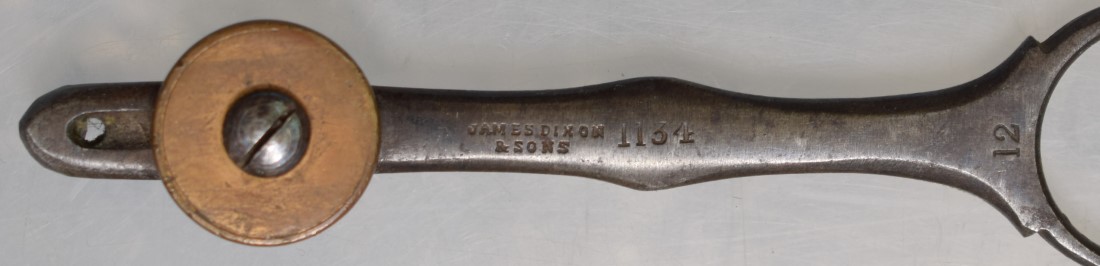 JAMES DIXON
& SONS
1134
12